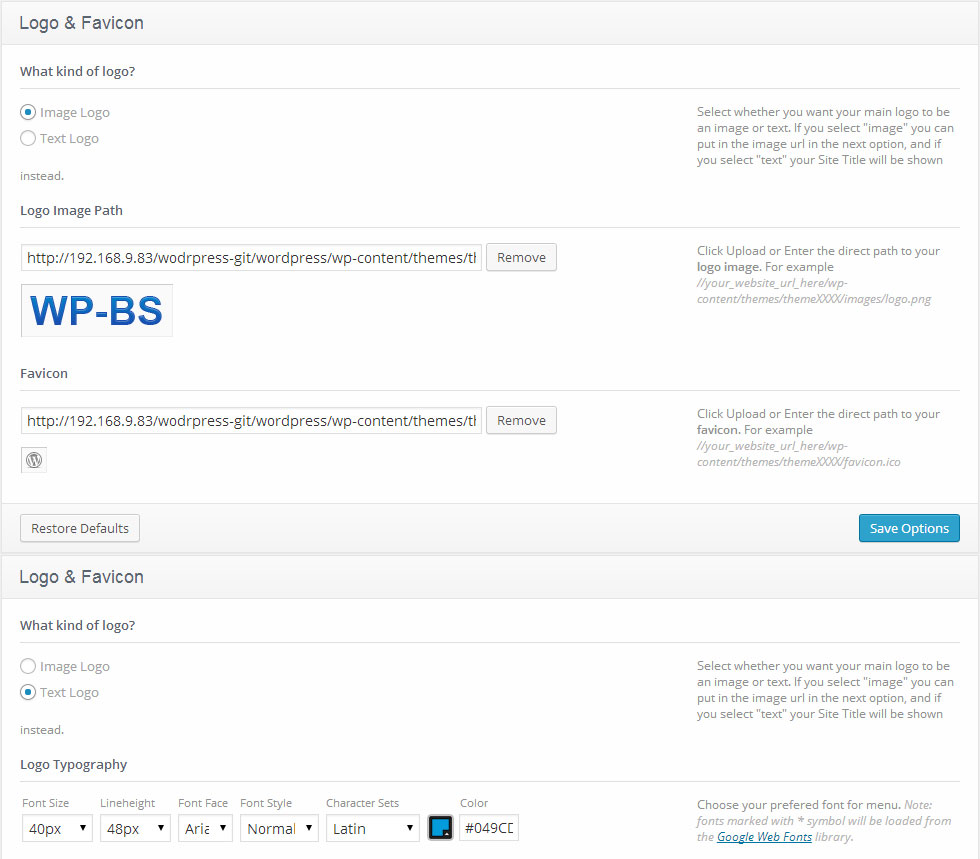 Logo & Favicon
What kind of logo?
Image Logo
Text Logo
Select whether you want your main logo to be
an image or text. If you select "image" you can
put in the image url in the next option, and if
you select "text" your Site Title will be shown
instead.
Logo Image Path
http://192.168.9.83/wodrpress-git/wordpress/wp-content/themes/tl
Remove
Click Upload or Enter the direct path to your
logo image. For example
//your_website_url_here/wp-
content/themes/themeXXXX/images/logo.png
WP-BS
Favicon
http://192.168.9.83/wodrpress-git/wordpress/wp-content/themes/tl
Remove
Click Upload or Enter the direct path to your
favicon. For example
//your_website_url_here/wp-
content/themes/themeXXXX/favicon.ico
Restore Defaults
Save Options
Logo & Favicon
What kind of logo?
Image Logo
Text Logo
Select whether you want your main logo to be
an image or text. If you select "image" you can
put in the image url in the next option, and if
you select "text" your Site Title will be shown
instead.
Logo Typography
Font Size Lineheight Font Face Font Style Character Sets Color
40px 48px Aria Normal Latin #049CD
Choose your prefered font for menu. Note:
fonts marked with * symbol will be loaded from
the Google Web Fonts library.